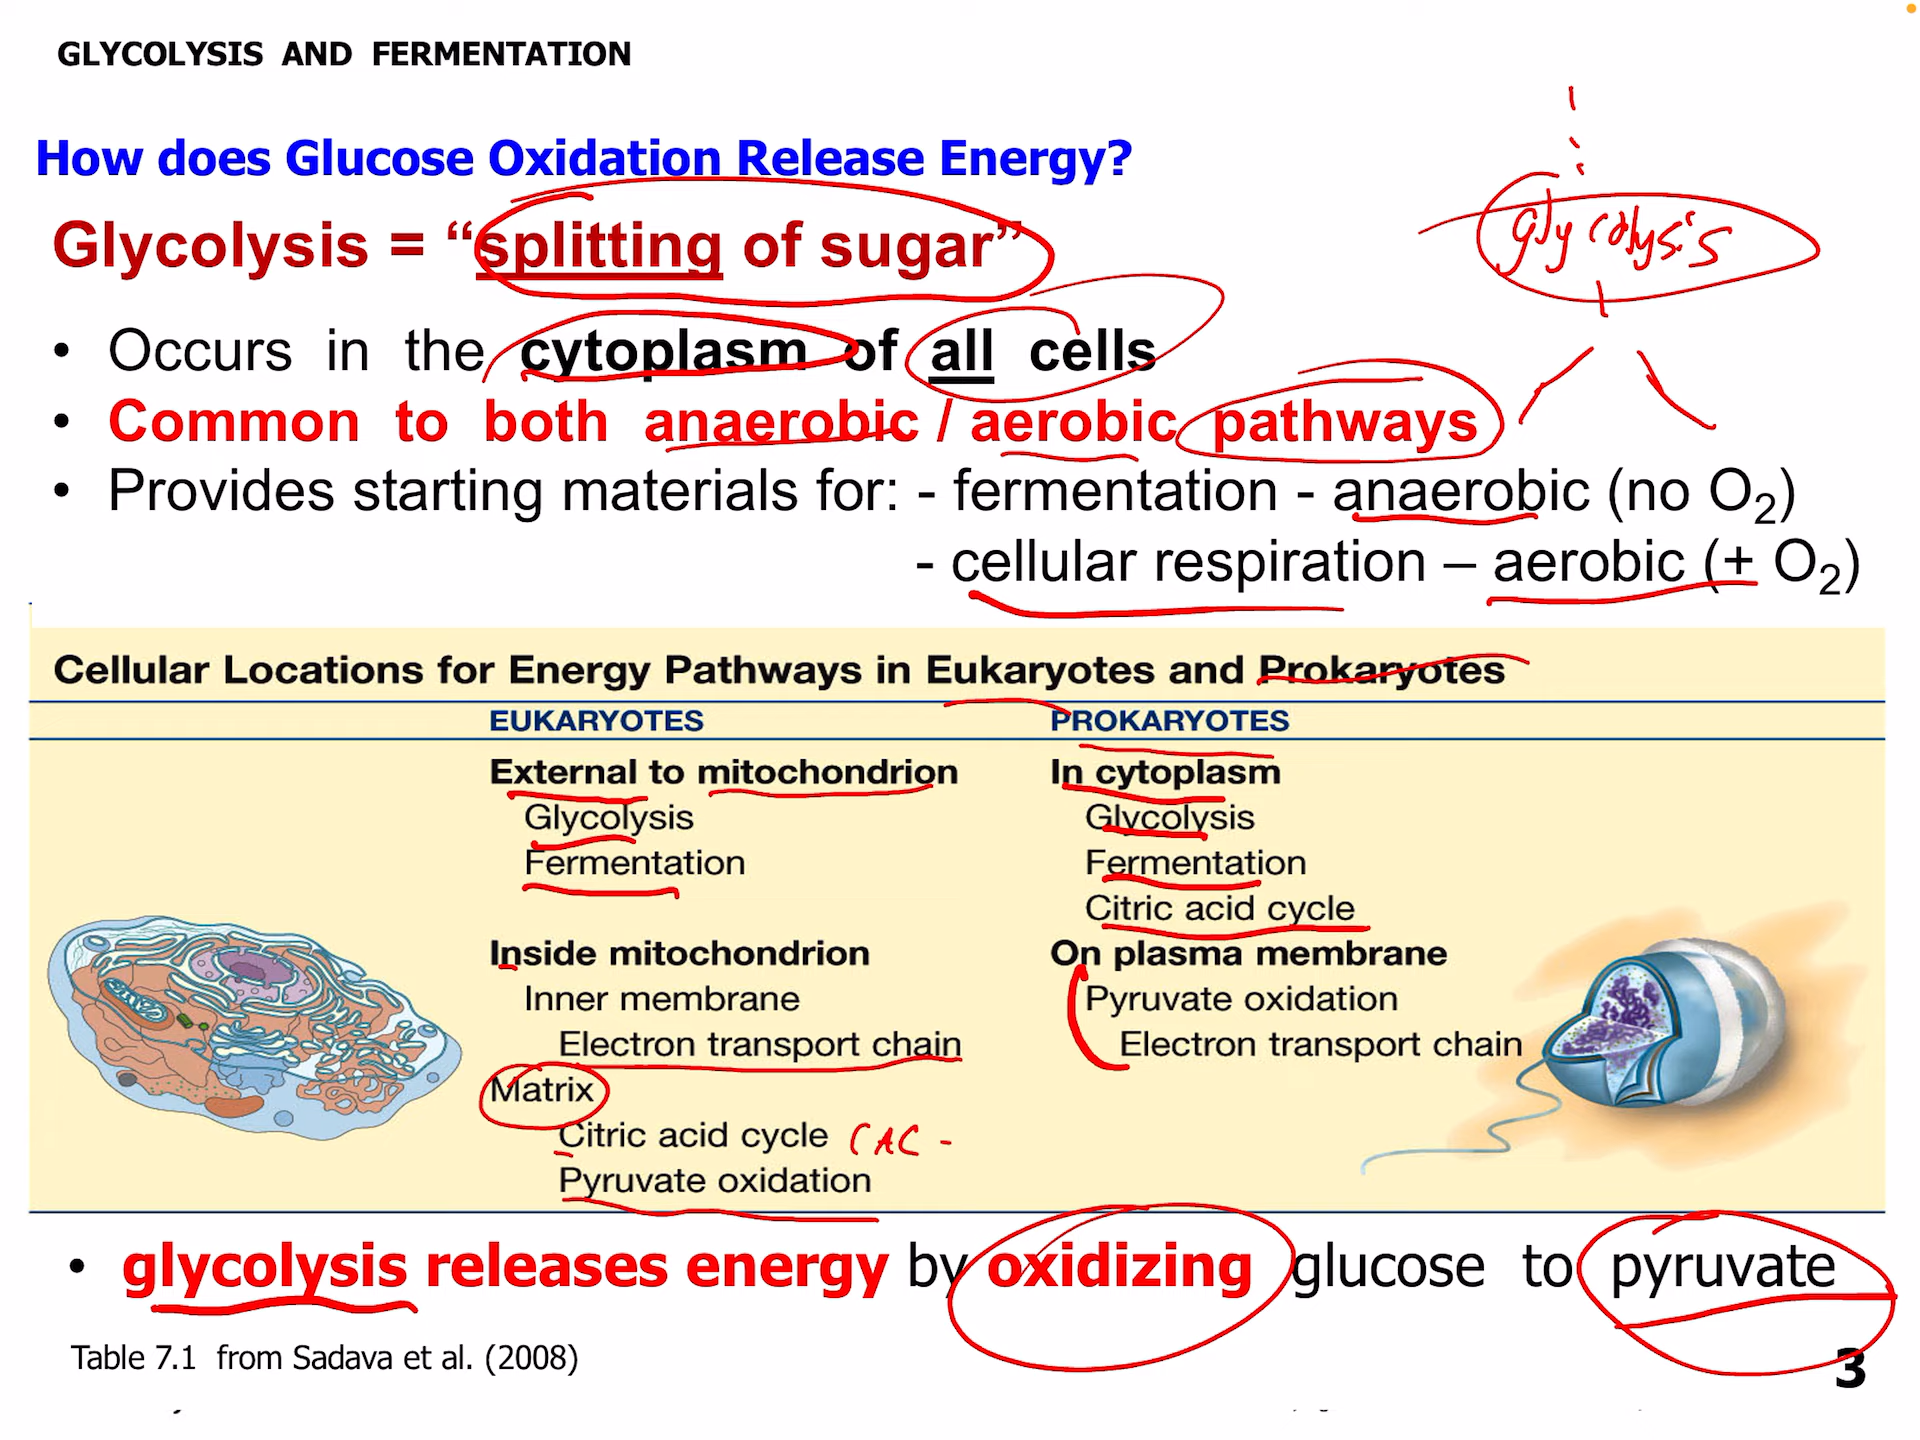 GLYCOLYSIS AND FERMENTATION
How does Glucose Oxidation Release Energy?
Glycolysis = “splitting of sugar”
glycolysis
• Occurs in the cytoplasm of all cells
• Common to both anaerobic / aerobic pathways
• Provides starting materials for: - fermentation - anaerobic (no O₂)
- cellular respiration – aerobic (+ O₂)
Cellular Locations for Energy Pathways in Eukaryotes and Prokaryotes
EUKARYOTES
External to mitochondrion
Glycolysis
Fermentation
Inside mitochondrion
Inner membrane
Electron transport chain
Matrix
Citric acid cycle CAC -
Pyruvate oxidation
PROKARYOTES
In cytoplasm
Glycolysis
Fermentation
Citric acid cycle
On plasma membrane
Pyruvate oxidation
Electron transport chain
• glycolysis releases energy by oxidizing glucose to pyruvate
Table 7.1 from Sadava et al. (2008)
3